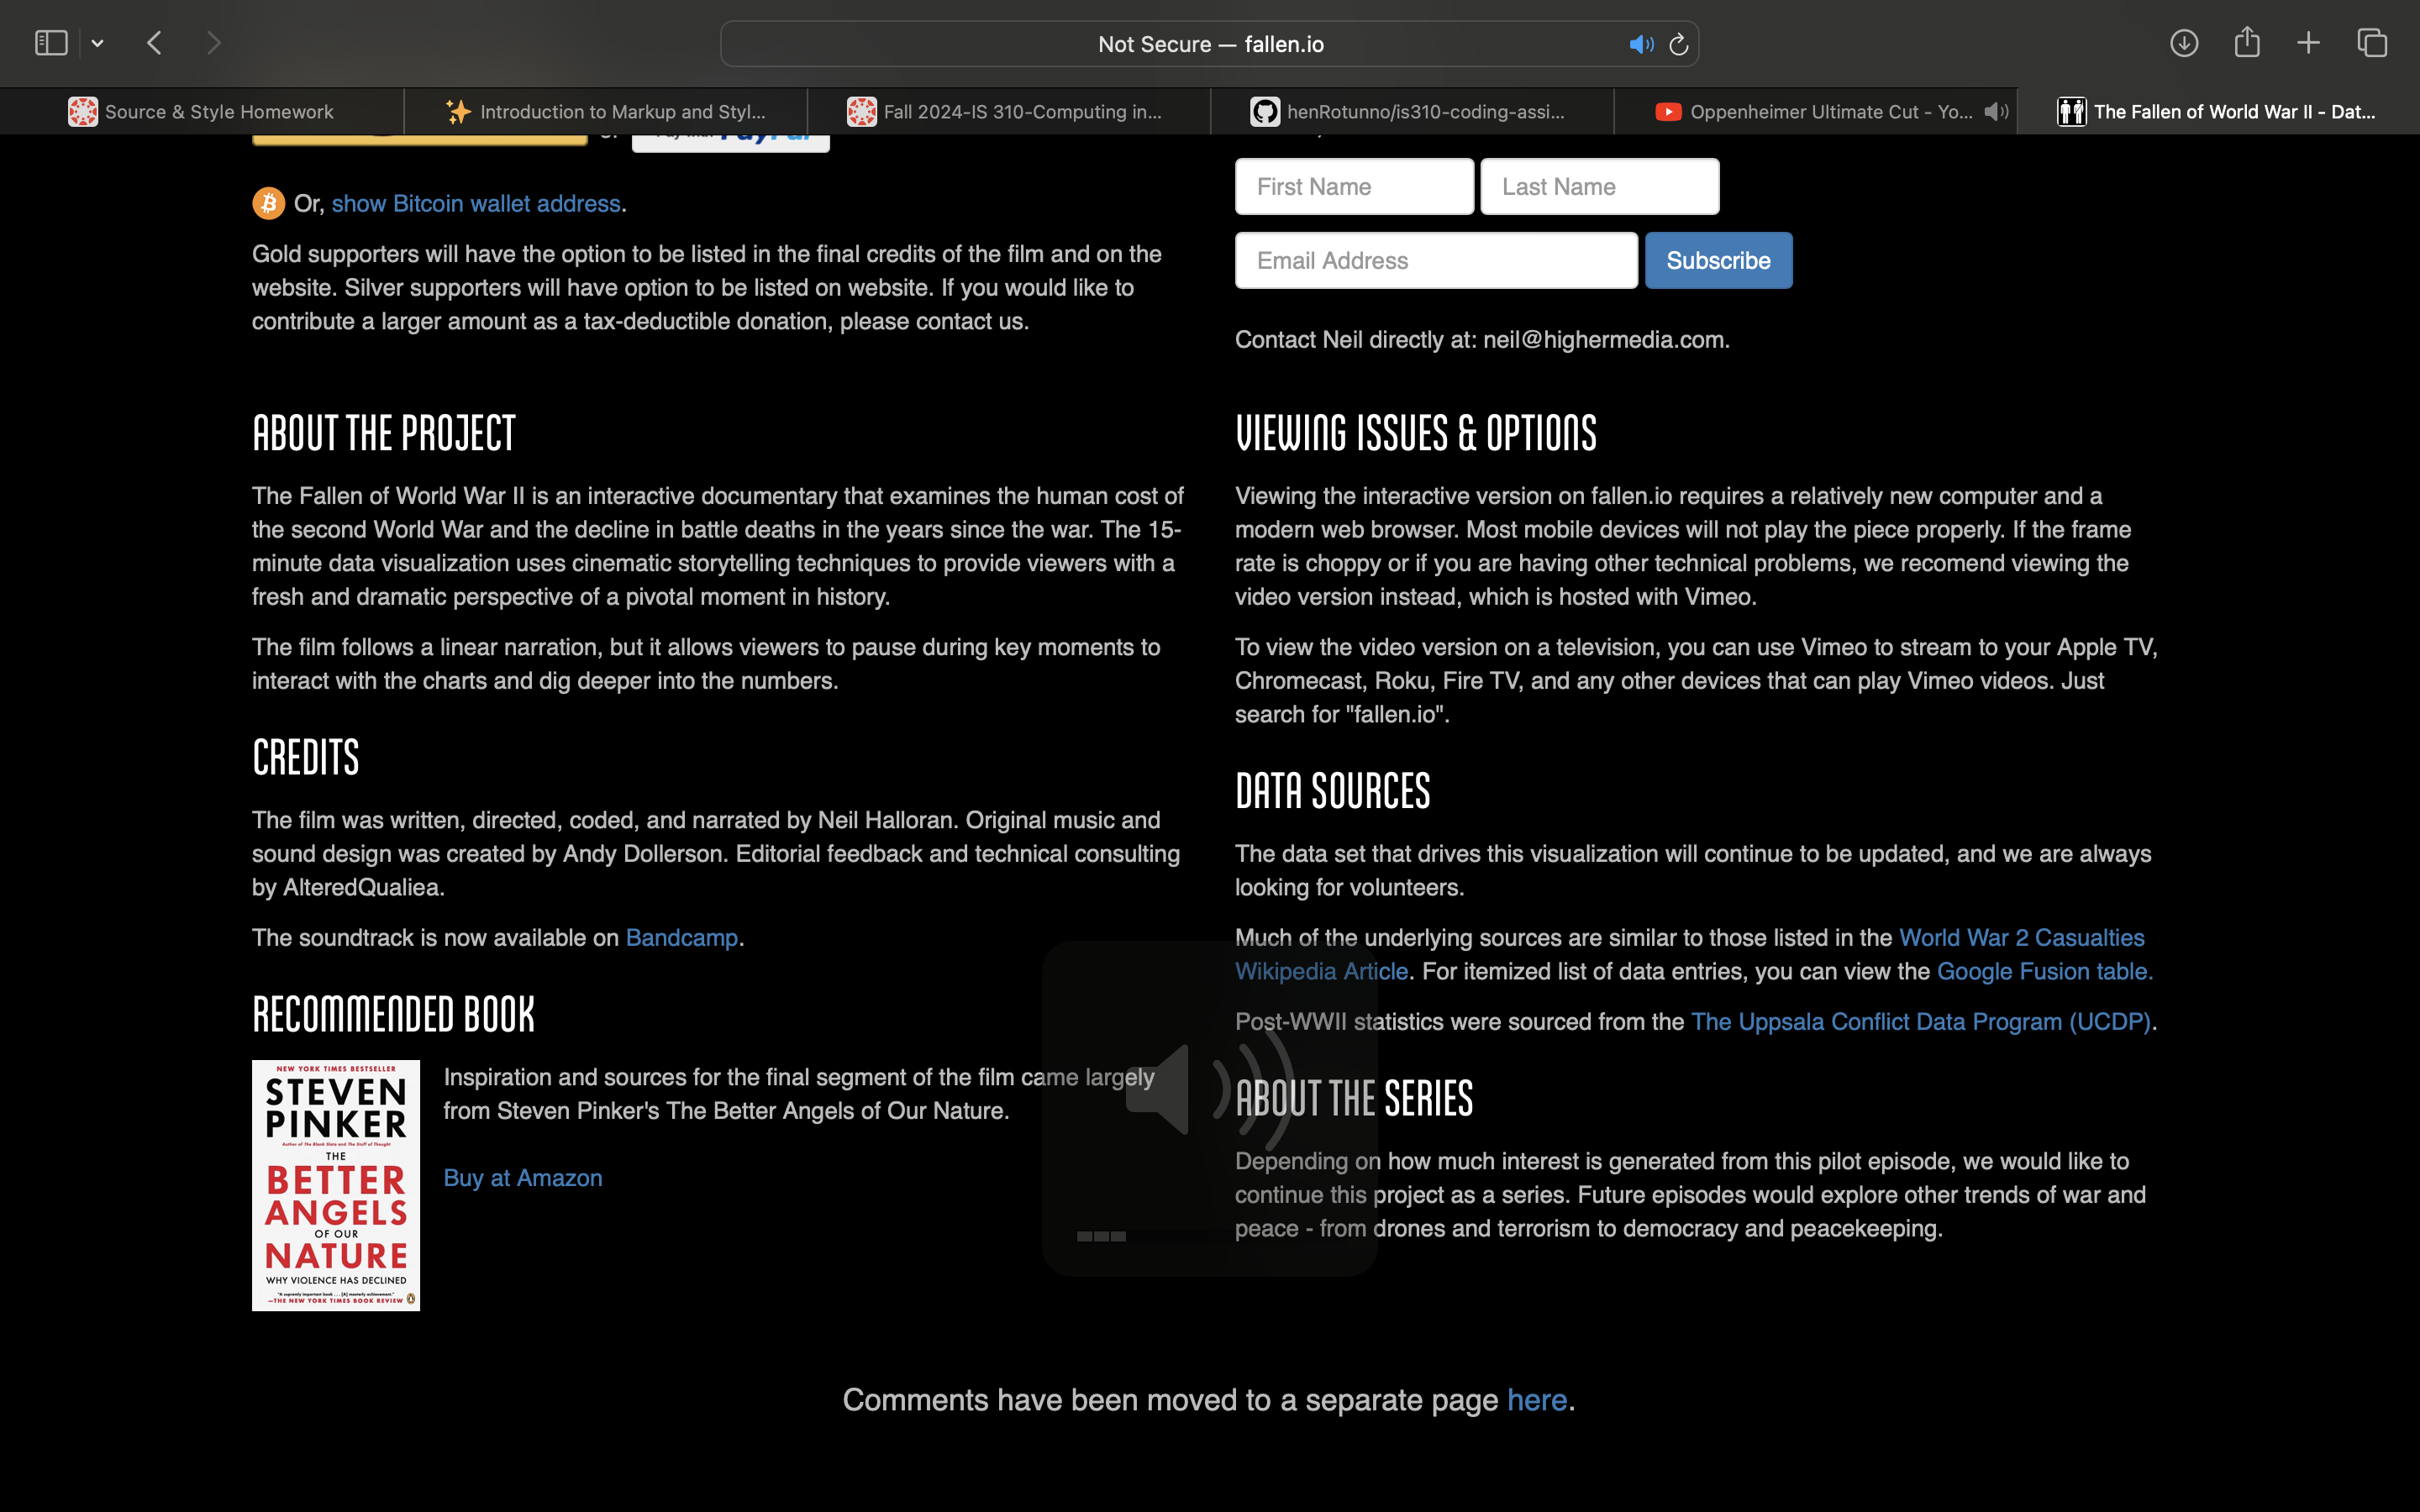 Not Secure — fallen.io
Source & Style Homework
Introduction to Markup and Styl...
Fall 2024-IS 310-Computing in...
henRotunno/is310-coding-assi...
Oppenheimer Ultimate Cut - Yo...
The Fallen of World War II - Dat...
Or, show Bitcoin wallet address.
Gold supporters will have the option to be listed in the final credits of the film and on the
website. Silver supporters will have option to be listed on website. If you would like to
contribute a larger amount as a tax-deductible donation, please contact us.
First Name
Last Name
Email Address
Subscribe
Contact Neil directly at: neil@highermedia.com.
ABOUT THE PROJECT
The Fallen of World War II is an interactive documentary that examines the human cost of
the second World War and the decline in battle deaths in the years since the war. The 15-
minute data visualization uses cinematic storytelling techniques to provide viewers with a
fresh and dramatic perspective of a pivotal moment in history.
The film follows a linear narration, but it allows viewers to pause during key moments to
interact with the charts and dig deeper into the numbers.
CREDITS
The film was written, directed, coded, and narrated by Neil Halloran. Original music and
sound design was created by Andy Dollerson. Editorial feedback and technical consulting
by AlteredQualiea.
The soundtrack is now available on Bandcamp.
RECOMMENDED BOOK
NEW YORK TIMES BESTSELLER
STEVEN
PINKER
Author of The Blank Slate and The Stuff of Thought
THE
BETTER
ANGELS
OF OUR
NATURE
WHY VIOLENCE HAS DECLINED
"A supremely important book . . . [A] masterly achievement."
—THE NEW YORK TIMES BOOK REVIEW
Inspiration and sources for the final segment of the film came largely
from Steven Pinker's The Better Angels of Our Nature.
Buy at Amazon
VIEWING ISSUES & OPTIONS
Viewing the interactive version on fallen.io requires a relatively new computer and a
modern web browser. Most mobile devices will not play the piece properly. If the frame
rate is choppy or if you are having other technical problems, we recomend viewing the
video version instead, which is hosted with Vimeo.
To view the video version on a television, you can use Vimeo to stream to your Apple TV,
Chromecast, Roku, Fire TV, and any other devices that can play Vimeo videos. Just
search for "fallen.io".
DATA SOURCES
The data set that drives this visualization will continue to be updated, and we are always
looking for volunteers.
Much of the underlying sources are similar to those listed in the World War 2 Casualties
Wikipedia Article. For itemized list of data entries, you can view the Google Fusion table.
Post-WWII statistics were sourced from the The Uppsala Conflict Data Program (UCDP).
ABOUT THE SERIES
Depending on how much interest is generated from this pilot episode, we would like to
continue this project as a series. Future episodes would explore other trends of war and
peace - from drones and terrorism to democracy and peacekeeping.
Comments have been moved to a separate page here.